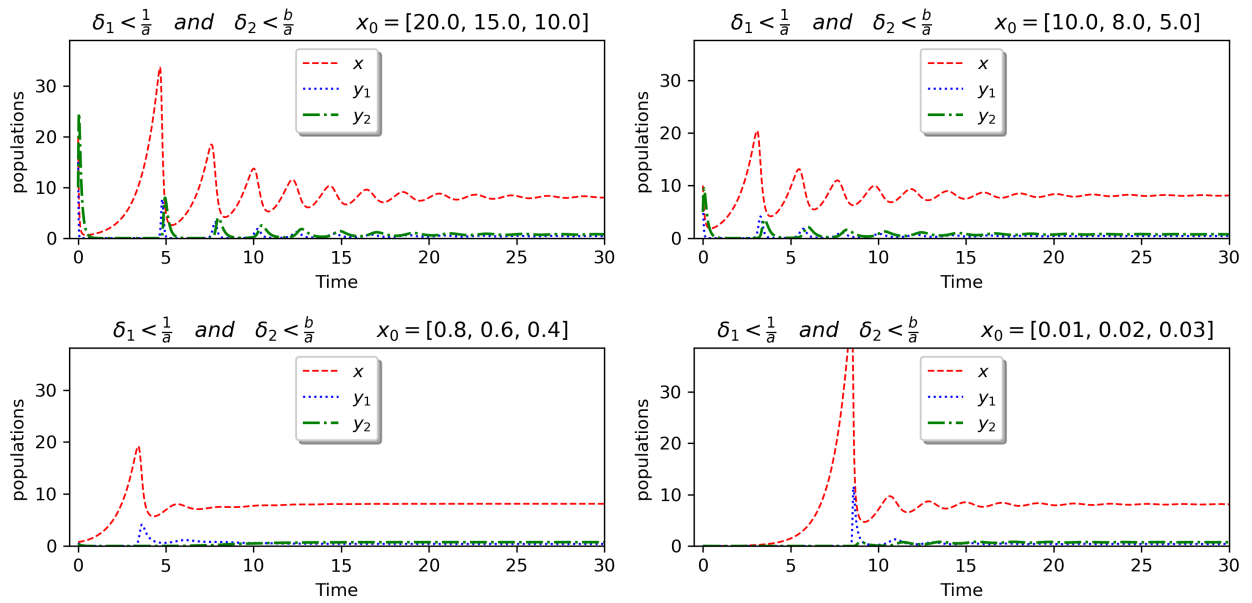 δ₁ < 1/a and δ₂ < b/a x₀ = [20.0, 15.0, 10.0]
populations
30
20
10
0
x
y₁
y₂
0 5 10 15 20 25 30
Time
δ₁ < 1/a and δ₂ < b/a x₀ = [10.0, 8.0, 5.0]
populations
30
20
10
0
x
y₁
y₂
0 5 10 15 20 25 30
Time
δ₁ < 1/a and δ₂ < b/a x₀ = [0.8, 0.6, 0.4]
populations
30
20
10
0
x
y₁
y₂
0 5 10 15 20 25 30
Time
δ₁ < 1/a and δ₂ < b/a x₀ = [0.01, 0.02, 0.03]
populations
30
20
10
0
x
y₁
y₂
0 5 10 15 20 25 30
Time